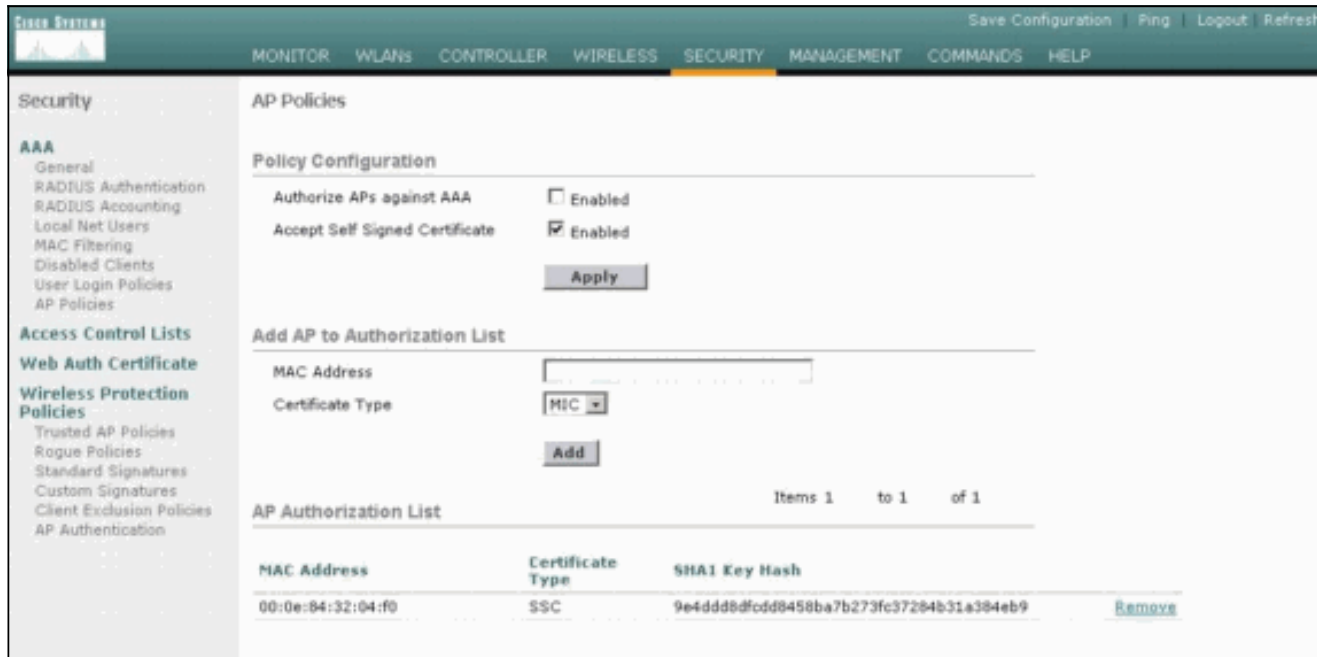 CISCO SYSTEMS
Save Configuration | Ping | Logout | Refresh
MONITOR WLANs CONTROLLER WIRELESS SECURITY MANAGEMENT COMMANDS HELP
Security
AAA
General
RADIUS Authentication
RADIUS Accounting
Local Net Users
MAC Filtering
Disabled Clients
User Login Policies
AP Policies
Access Control Lists
Web Auth Certificate
Wireless Protection
Policies
Trusted AP Policies
Rogue Policies
Standard Signatures
Custom Signatures
Client Exclusion Policies
AP Authentication
AP Policies
Policy Configuration
Authorize APs against AAA Enabled
Accept Self Signed Certificate Enabled
Apply
Add AP to Authorization List
MAC Address
Certificate Type MIC
Add
Items 1 to 1 of 1
AP Authorization List
MAC Address Certificate Type SHA1 Key Hash
00:0e:84:32:04:f0 SSC 9e4ddd8dfcdd8458ba7b273fc37284b31a384eb9 Remove